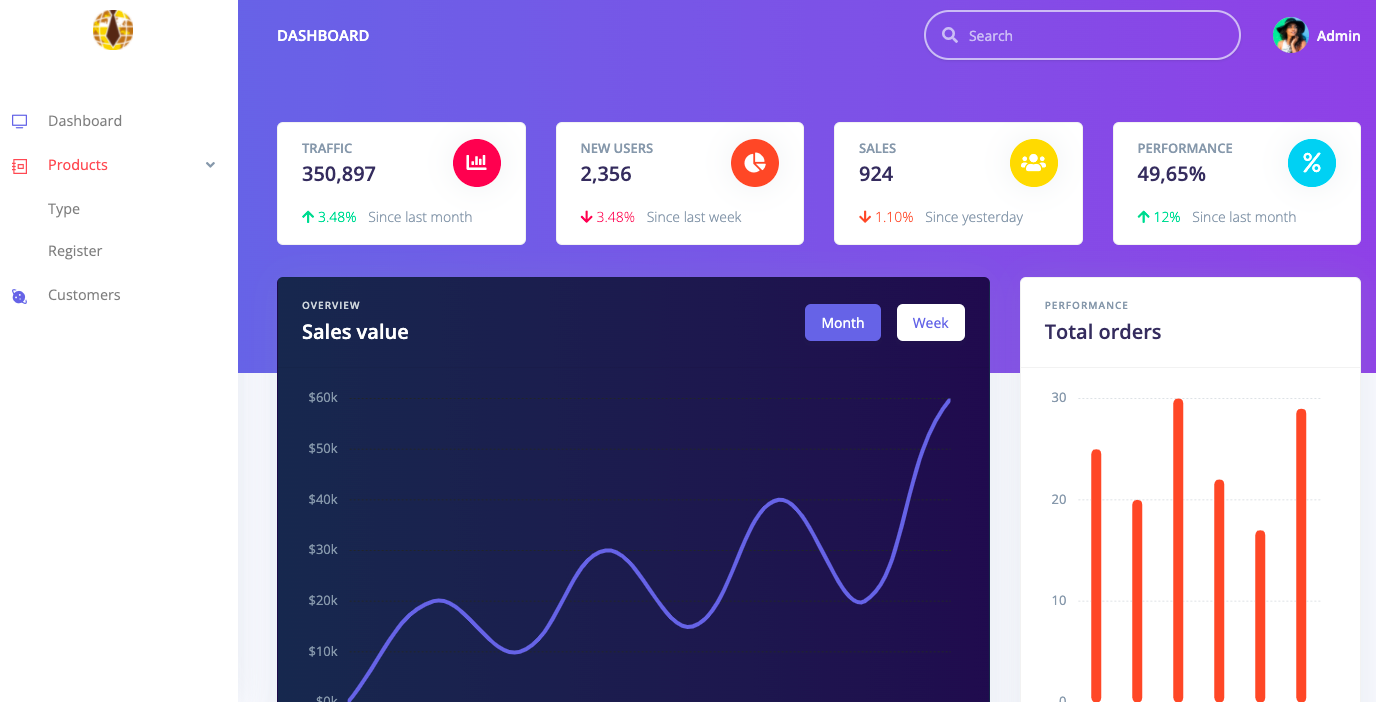 DASHBOARD
Search
Admin
Dashboard
Products
Type
Register
Customers
TRAFFIC
350,897
3.48% Since last month
NEW USERS
2,356
3.48% Since last week
SALES
924
1.10% Since yesterday
PERFORMANCE
49,65%
12% Since last month
OVERVIEW
Sales value
Month
Week
$60k
$50k
$40k
$30k
$20k
$10k
$0k
PERFORMANCE
Total orders
30
20
10
0